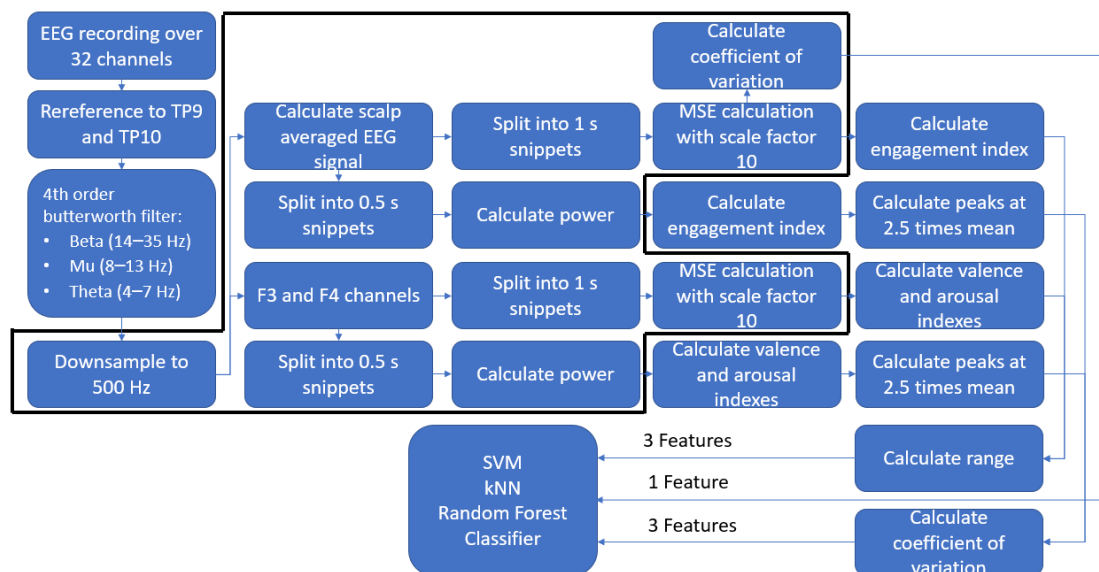 EEG recording over
32 channels
Rereference to TP9
and TP10
4th order
butterworth filter:
• Beta (14–35 Hz)
• Mu (8–13 Hz)
• Theta (4–7 Hz)
Downsample to
500 Hz
Calculate
coefficient of
variation
Calculate scalp
averaged EEG
signal
Split into 1 s
snippets
MSE calculation
with scale factor
10
Calculate
engagement index
Split into 0.5 s
snippets
Calculate power
Calculate
engagement index
Calculate peaks at
2.5 times mean
F3 and F4 channels
Split into 1 s
snippets
MSE calculation
with scale factor
10
Calculate valence
and arousal
indexes
Split into 0.5 s
snippets
Calculate power
Calculate valence
and arousal
indexes
Calculate peaks at
2.5 times mean
SVM
kNN
Random Forest
Classifier
3 Features
Calculate range
1 Feature
3 Features
Calculate
coefficient of
variation